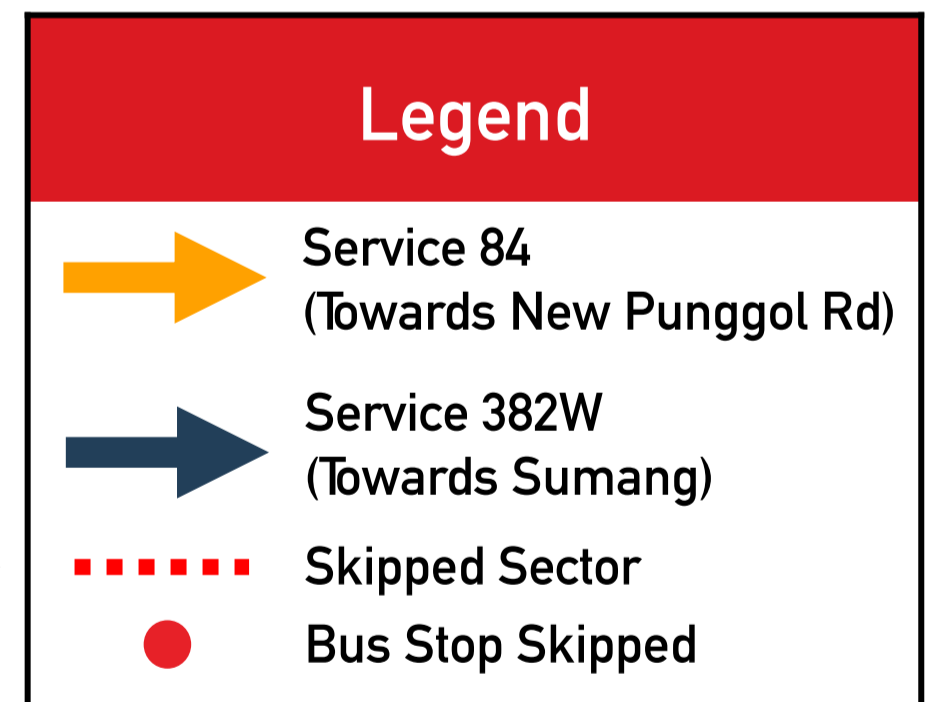 Legend
Service 84
(Towards New Punggol Rd)
Service 382W
(Towards Sumang)
Skipped Sector
Bus Stop Skipped